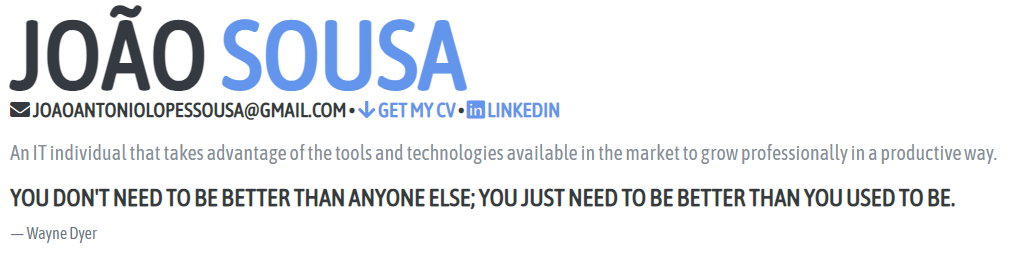 JOÃO SOUSA
JOAOANTONIOLOPESSOUSA@GMAIL.COM • GET MY CV • LINKEDIN
An IT individual that takes advantage of the tools and technologies available in the market to grow professionally in a productive way.
YOU DON'T NEED TO BE BETTER THAN ANYONE ELSE; YOU JUST NEED TO BE BETTER THAN YOU USED TO BE.
— Wayne Dyer